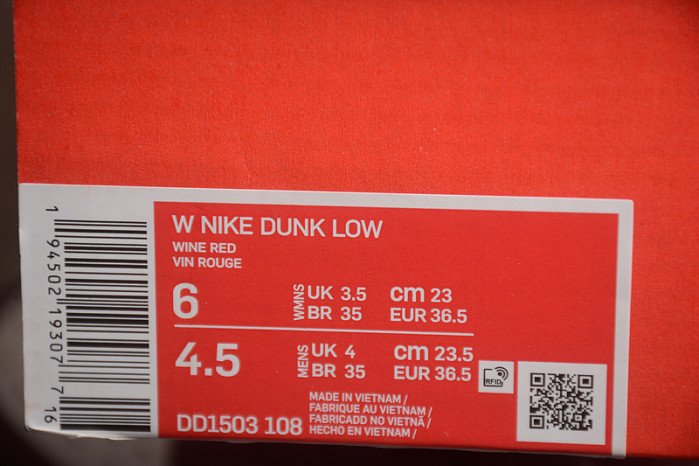 W NIKE DUNK LOW
WINE RED
VIN ROUGE
6 WMNS UK 3.5 cm 23
BR 35 EUR 36.5
4.5 MENS UK 4 cm 23.5
BR 35 EUR 36.5
RFID
DD1503 108
MADE IN VIETNAM /
FABRIQUE AU VIETNAM /
FABRICADO NO VIETNÃ /
HECHO EN VIETNAM /
1 94502 19307 7 16